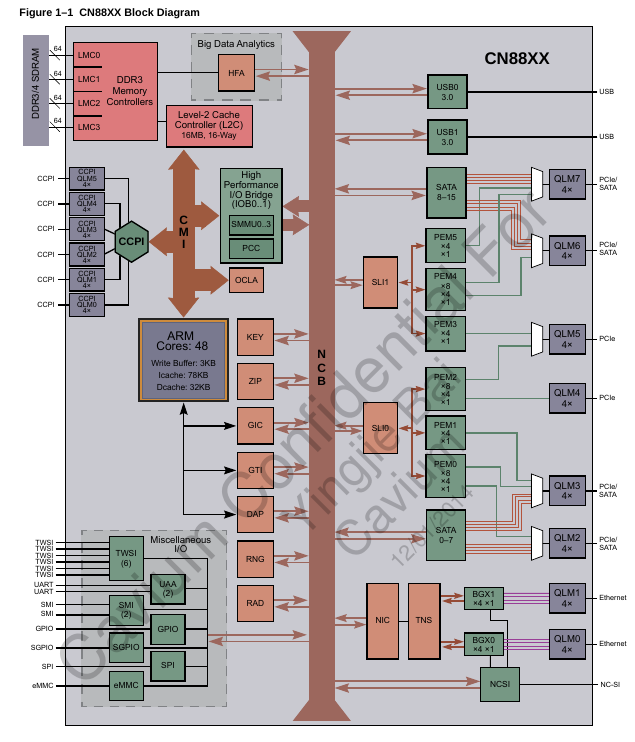 Figure 1–1 CN88XX Block Diagram
CN88XX
DDR3/4 SDRAM
64
64
64
64
LMC0
LMC1
LMC2
LMC3
DDR3
Memory
Controllers
Big Data Analytics
HFA
Level-2 Cache
Controller (L2C)
16MB, 16-Way
CCPI
CCPI
CCPI
CCPI
CCPI
CCPI
CCPI
QLM5
4×
CCPI
QLM4
4×
CCPI
QLM3
4×
CCPI
QLM2
4×
CCPI
QLM1
4×
CCPI
QLM0
4×
CCPI
C
M
I
High
Performance
I/O Bridge
(IOB0..1)
SMMU0..3
PCC
OCLA
ARM
Cores: 48
Write Buffer: 3KB
Icache: 78KB
Dcache: 32KB
KEY
ZIP
GIC
GTI
DAP
RNG
RAD
N
C
B
Miscellaneous
I/O
TWSI
TWSI
TWSI
TWSI
TWSI
TWSI
UART
UART
SMI
SMI
GPIO
SGPIO
SPI
eMMC
TWSI
(6)
UAA
(2)
SMI
(2)
GPIO
SGPIO
SPI
eMMC
USB0
3.0
USB
USB1
3.0
USB
SATA
8–15
QLM7
4×
PCIe/
SATA
QLM6
4×
PCIe/
SATA
SLI1
PEM5
×4
×1
PEM4
×8
×4
×1
PEM3
×4
×1
QLM5
4×
PCIe
SLI0
PEM2
×8
×4
×1
QLM4
4×
PCIe
PEM1
×4
×1
PEM0
×8
×4
×1
QLM3
4×
PCIe/
SATA
SATA
0–7
QLM2
4×
PCIe/
SATA
NIC
TNS
BGX1
×4 ×1
QLM1
4×
Ethernet
BGX0
×4 ×1
QLM0
4×
Ethernet
NCSI
NC-SI
Cavium Confidential For
Yingjie Bai
Cavium